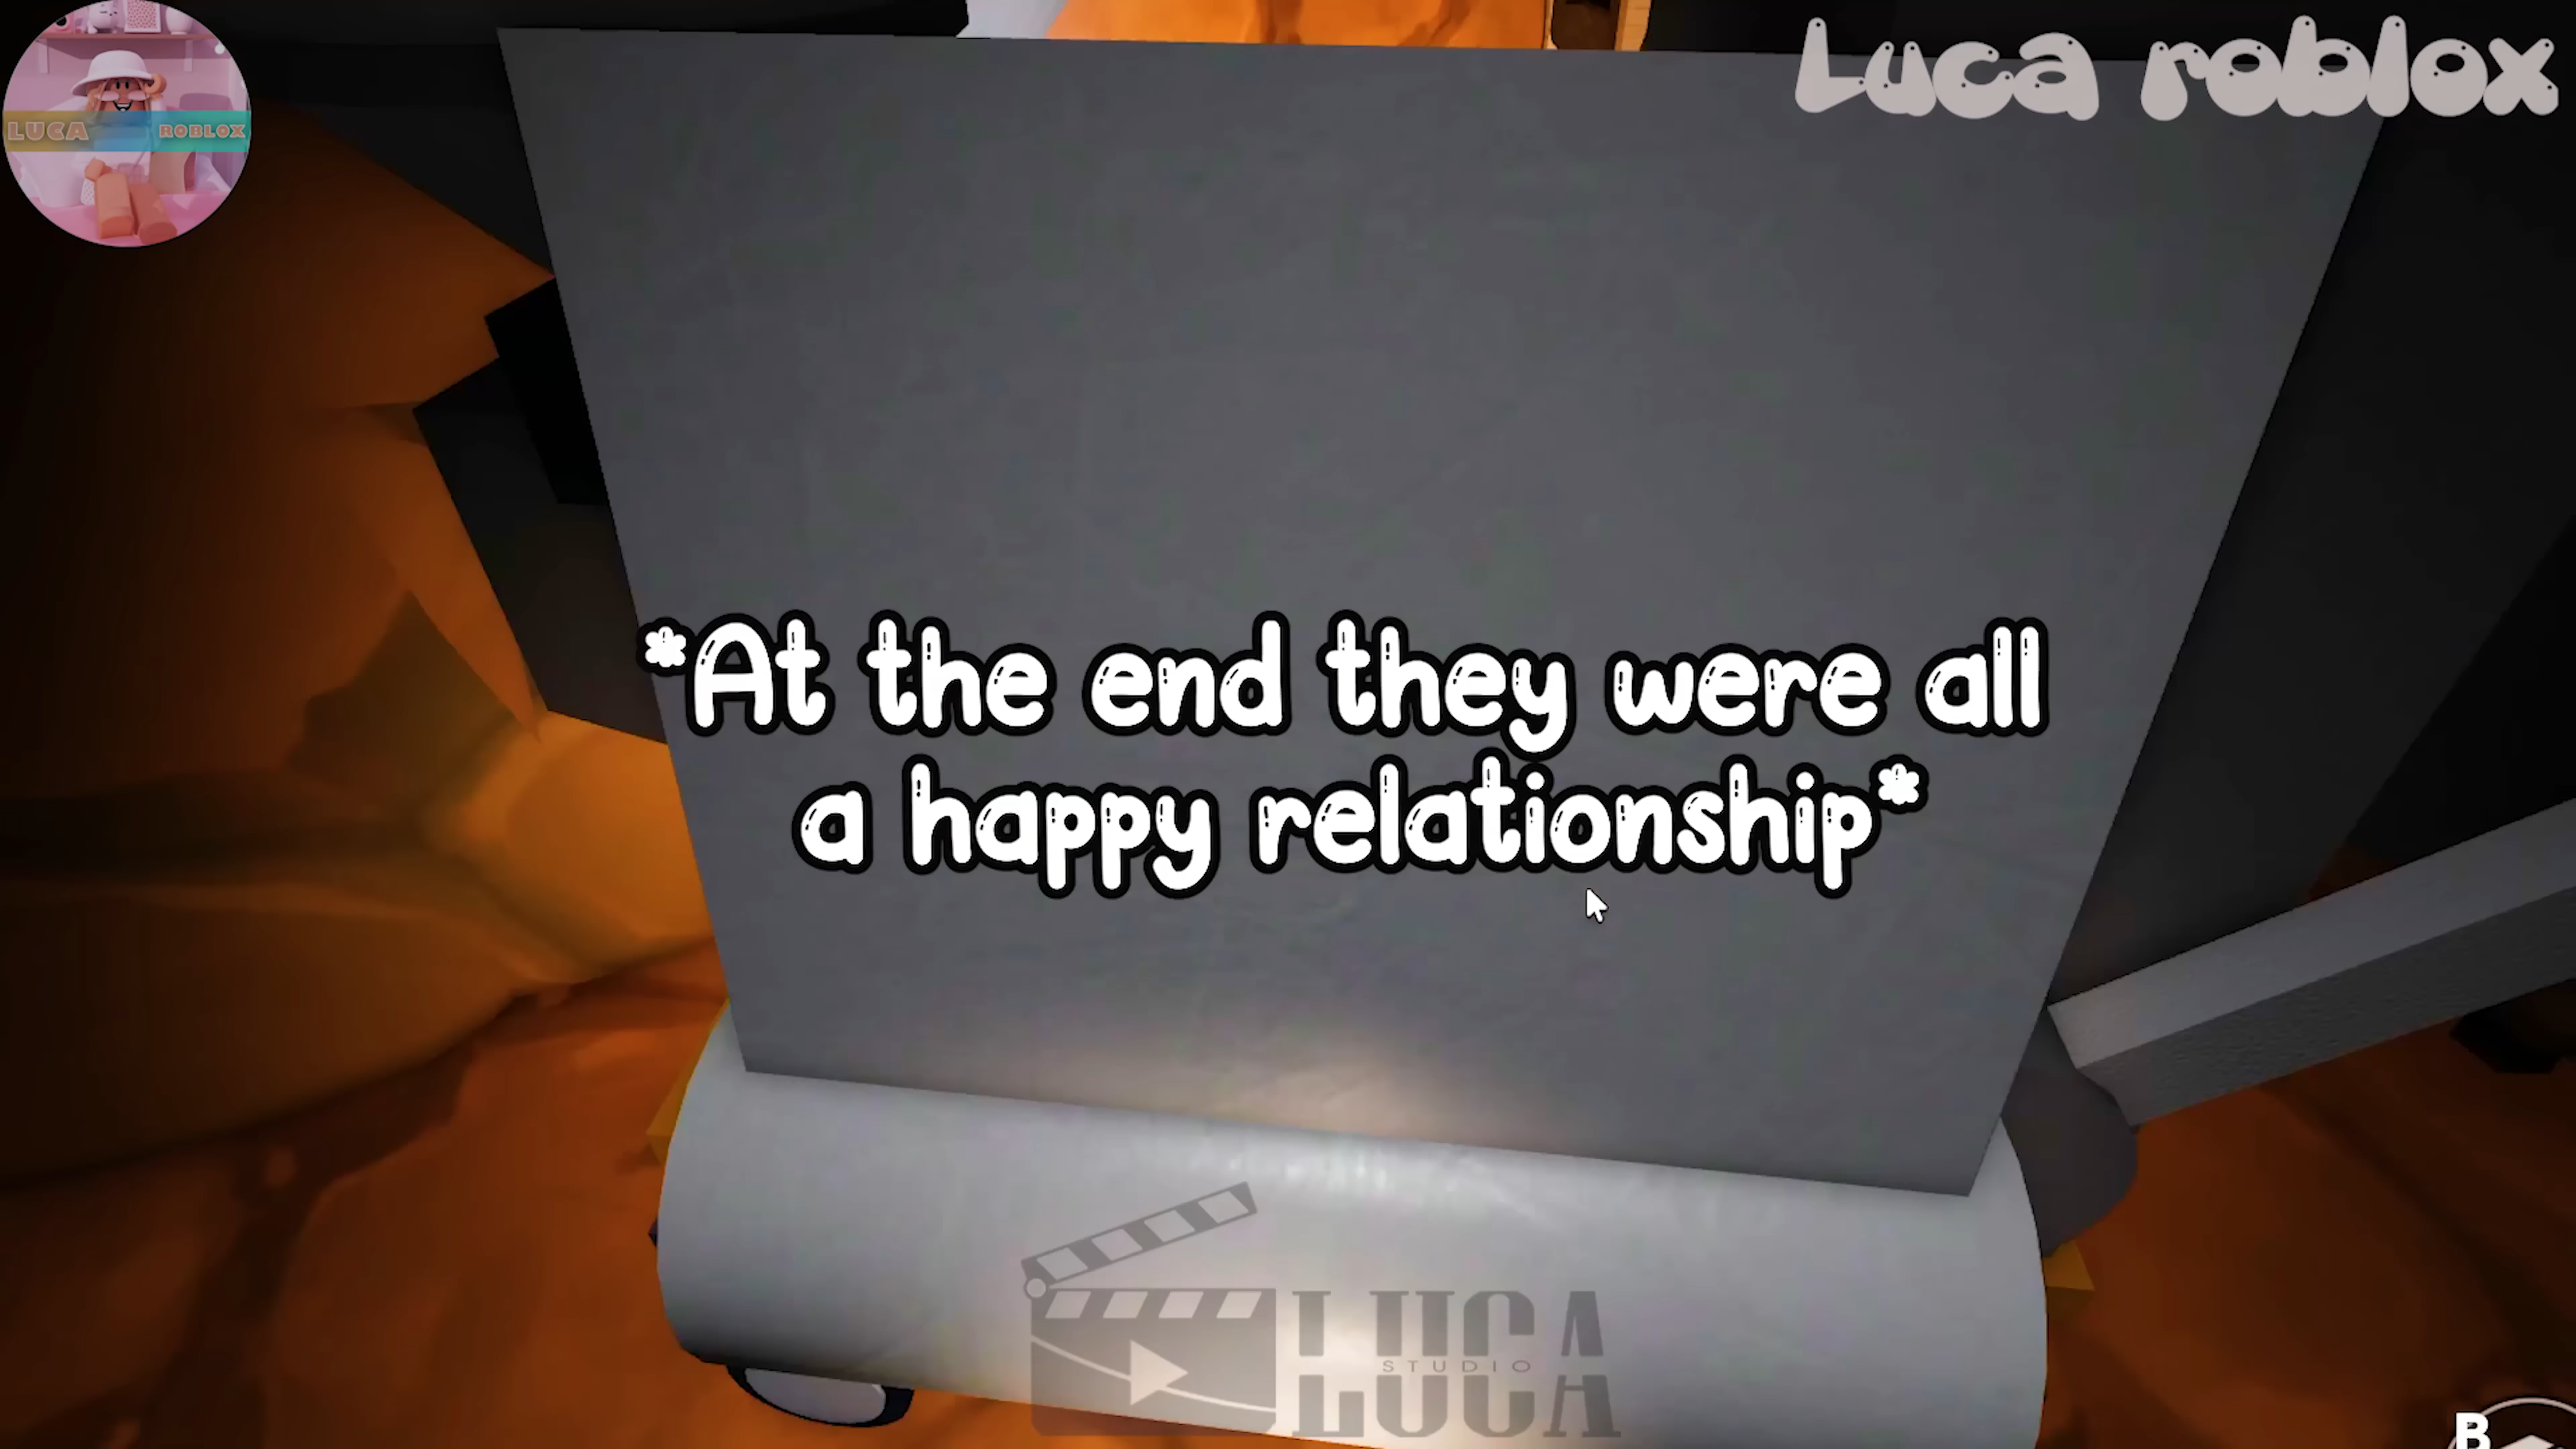 Luca roblox
LUCA ROBLOX
*At the end they were all
a happy relationship*
LUCA
STUDIO
B